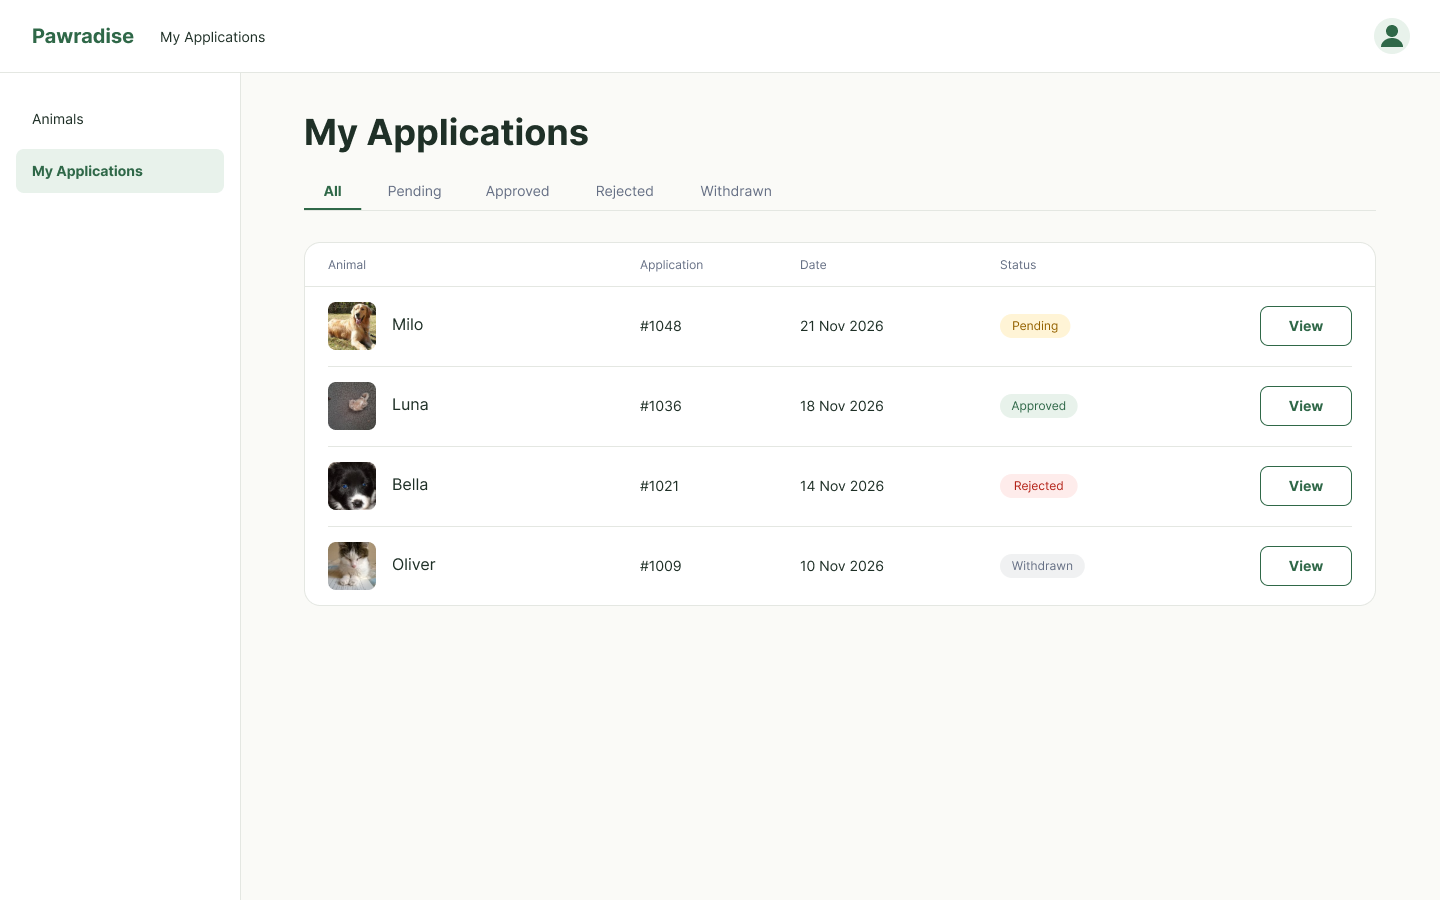 Pawradise
My Applications
Animals
My Applications
My Applications
All Pending Approved Rejected Withdrawn
Animal Application Date Status
Milo #1048 21 Nov 2026 Pending View
Luna #1036 18 Nov 2026 Approved View
Bella #1021 14 Nov 2026 Rejected View
Oliver #1009 10 Nov 2026 Withdrawn View